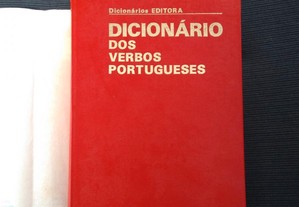 Dicionários EDITORA
DICIONÁRIO
DOS
VERBOS
PORTUGUESES